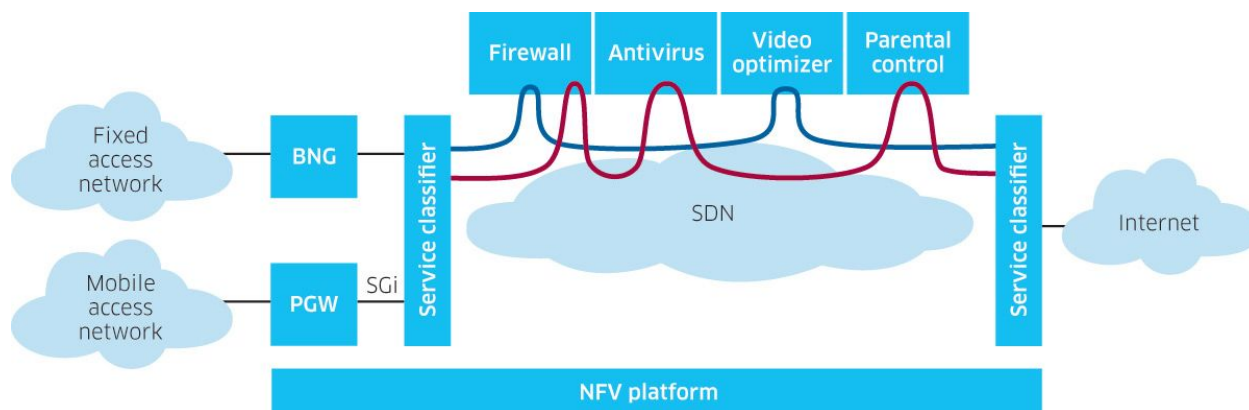 Firewall
Antivirus
Video
optimizer
Parental
control
Fixed
access
network
BNG
Service classifier
SDN
Service classifier
Internet
Mobile
access
network
PGW
SGi
NFV platform